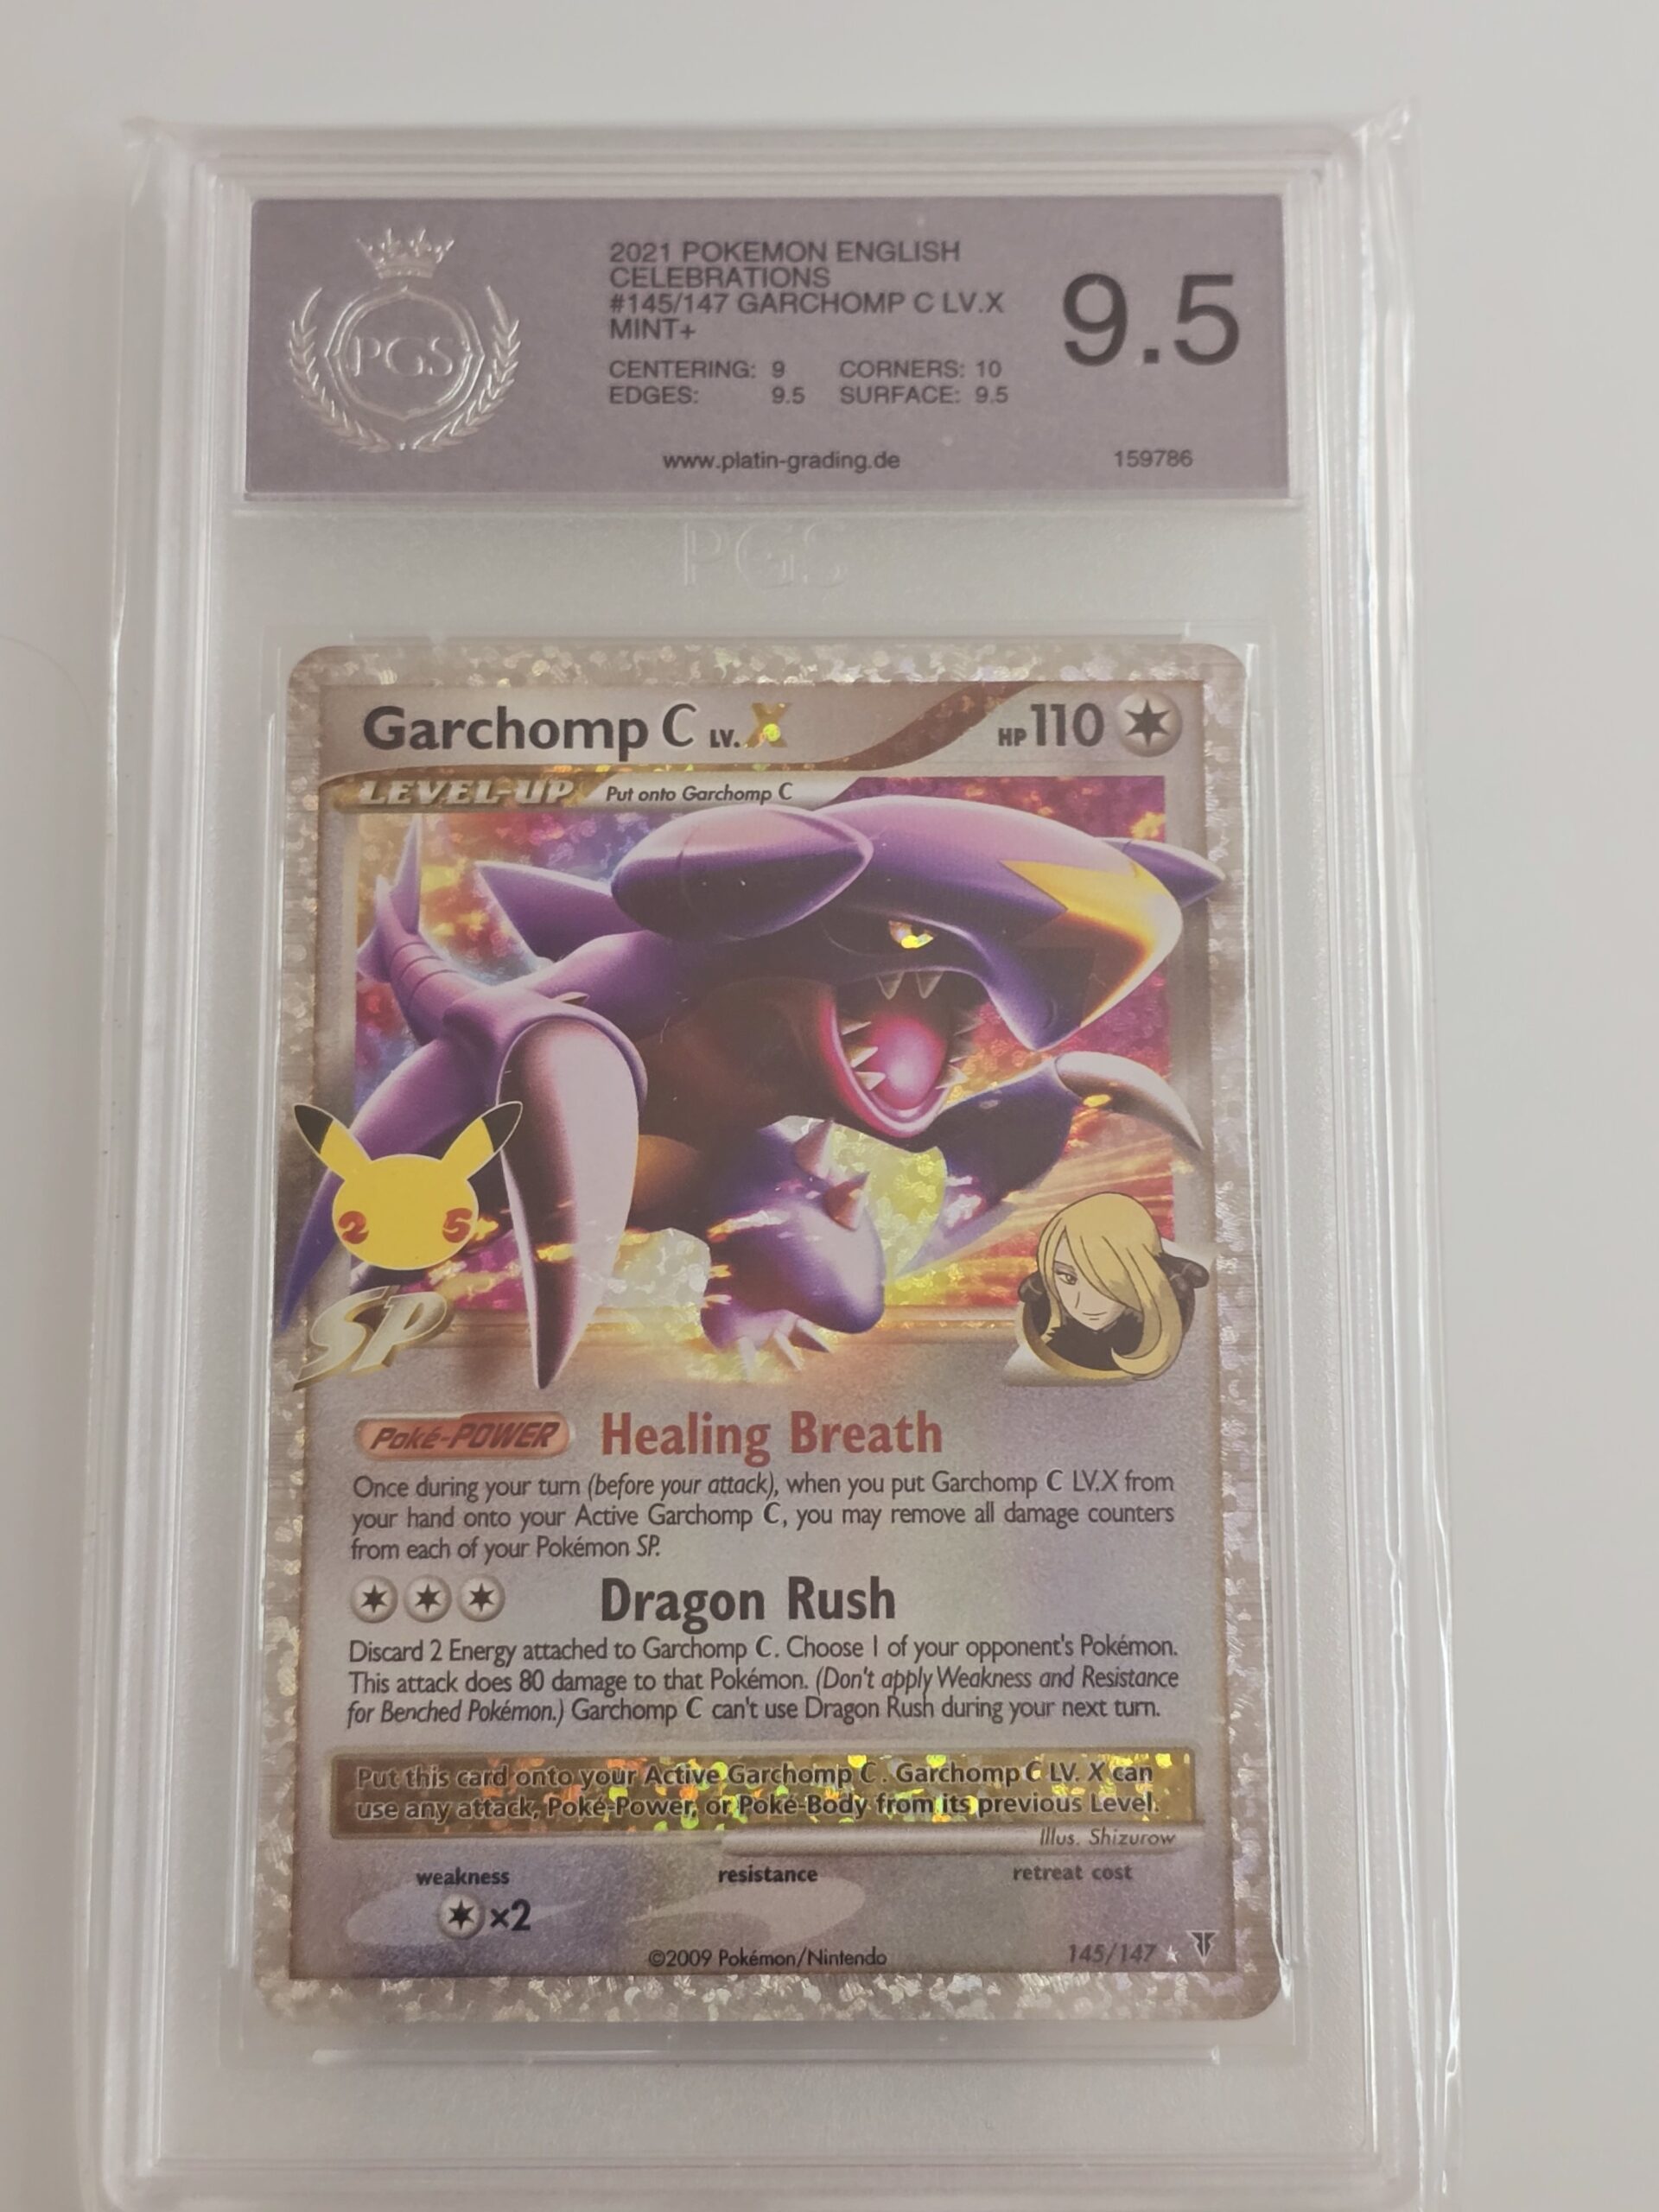 2021 POKEMON ENGLISH
CELEBRATIONS
#145/147 GARCHOMP C LV.X
MINT+
9.5
PGS
CENTERING: 9 CORNERS: 10
EDGES: 9.5 SURFACE: 9.5
www.platin-grading.de 159786
PGS
Garchomp C LV.X HP 110
LEVEL-UP Put onto Garchomp C
2 5
SP
Poké-POWER Healing Breath
Once during your turn (before your attack), when you put Garchomp C LV.X from
your hand onto your Active Garchomp C, you may remove all damage counters
from each of your Pokémon SP.
Dragon Rush
Discard 2 Energy attached to Garchomp C. Choose 1 of your opponent's Pokémon.
This attack does 80 damage to that Pokémon. (Don't apply Weakness and Resistance
for Benched Pokémon.) Garchomp C can't use Dragon Rush during your next turn.
Put this card onto your Active Garchomp C. Garchomp C LV. X can
use any attack, Poké-Power, or Poké-Body from its previous Level.
Illus. Shizurow
weakness resistance retreat cost
×2
©2009 Pokémon/Nintendo 145/147